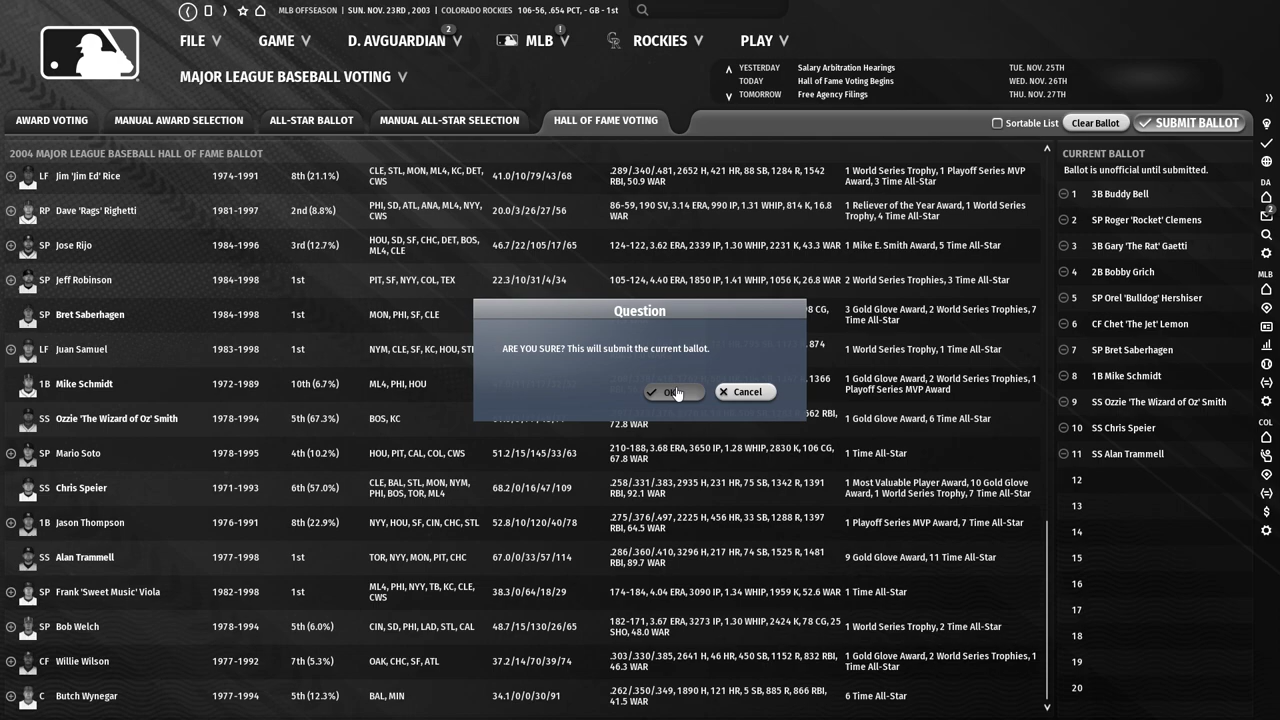 MLB OFFSEASON | SUN. NOV. 23RD , 2003 | COLORADO ROCKIES 106-56, .654 PCT, - GB - 1st
FILE GAME D. AVGUARDIAN 2 MLB ! ROCKIES PLAY
MAJOR LEAGUE BASEBALL VOTING
YESTERDAY Salary Arbitration Hearings TUE. NOV. 25TH
TODAY Hall of Fame Voting Begins WED. NOV. 26TH
TOMORROW Free Agency Filings THU. NOV. 27TH
AWARD VOTING MANUAL AWARD SELECTION ALL-STAR BALLOT MANUAL ALL-STAR SELECTION HALL OF FAME VOTING Sortable List Clear Ballot SUBMIT BALLOT
2004 MAJOR LEAGUE BASEBALL HALL OF FAME BALLOT
LF Jim 'Jim Ed' Rice 1974-1991 8th (21.1%) CLE, STL, MON, ML4, KC, DET, CWS 41.0/10/79/43/68 .289/.340/.481, 2652 H, 421 HR, 88 SB, 1284 R, 1542 RBI, 50.9 WAR 1 World Series Trophy, 1 Playoff Series MVP Award, 3 Time All-Star
RP Dave 'Rags' Righetti 1981-1997 2nd (8.8%) PHI, SD, ATL, ANA, ML4, NYY, CWS 20.0/3/26/27/56 86-59, 190 SV, 3.14 ERA, 990 IP, 1.31 WHIP, 814 K, 16.8 WAR 1 Reliever of the Year Award, 1 World Series Trophy, 4 Time All-Star
SP Jose Rijo 1984-1996 3rd (12.7%) HOU, SD, SF, CHC, DET, BOS, ML4, CLE 46.7/22/105/17/65 124-122, 3.62 ERA, 2339 IP, 1.30 WHIP, 2231 K, 43.3 WAR 1 Mike E. Smith Award, 5 Time All-Star
SP Jeff Robinson 1984-1998 1st PIT, SF, NYY, COL, TEX 22.3/10/31/4/34 105-124, 4.40 ERA, 1850 IP, 1.41 WHIP, 1056 K, 26.8 WAR 2 World Series Trophies, 3 Time All-Star
SP Bret Saberhagen 1984-1998 1st MON, PHI, SF, CLE 8 CG, 3 Gold Glove Award, 2 World Series Trophies, 7 Time All-Star
LF Juan Samuel 1983-1998 1st NYM, CLE, SF, KC, HOU, 874 1 World Series Trophy, 1 Time All-Star
1B Mike Schmidt 1972-1989 10th (6.7%) ML4, PHI, HOU 1366 1 Gold Glove Award, 2 World Series Trophies, 1 Playoff Series MVP Award
SS Ozzie 'The Wizard of Oz' Smith 5th (67.3%) BOS, KC 662 RBI, 72.8 WAR 1 Gold Glove Award, 6 Time All-Star
SP Mario Soto 1978-1995 4th (10.2%) HOU, PIT, CAL, COL, CWS 51.2/15/145/33/63 210-188, 3.68 ERA, 3650 IP, 1.28 WHIP, 2830 K, 106 CG, 67.8 WAR 1 Time All-Star
SS Chris Speier 1971-1993 6th (57.0%) CLE, BAL, STL, MON, NYM, PHI, BOS, TOR, ML4 68.2/0/16/47/109 .258/.331/.383, 2935 H, 231 HR, 75 SB, 1342 R, 1391 RBI, 92.1 WAR 1 Most Valuable Player Award, 10 Gold Glove Award, 1 World Series Trophy, 7 Time All-Star
1B Jason Thompson 1976-1991 8th (22.9%) NYY, HOU, SF, CIN, CHC, STL 52.8/10/120/40/78 .275/.376/.497, 2225 H, 456 HR, 33 SB, 1288 R, 1397 RBI, 64.5 WAR 1 Playoff Series MVP Award, 7 Time All-Star
SS Alan Trammell 1977-1998 1st TOR, NYY, MON, PIT, CHC 67.0/0/33/57/114 .286/.360/.410, 3296 H, 217 HR, 74 SB, 1525 R, 1481 RBI, 89.7 WAR 9 Gold Glove Award, 11 Time All-Star
SP Frank 'Sweet Music' Viola 1982-1998 1st ML4, PHI, NYY, TB, KC, CLE, CWS 38.3/0/64/18/29 174-184, 4.04 ERA, 3090 IP, 1.34 WHIP, 1959 K, 52.6 WAR 1 Time All-Star
SP Bob Welch 1978-1994 5th (6.0%) CIN, SD, PHI, LAD, STL, CAL 48.7/15/130/26/65 182-171, 3.67 ERA, 3273 IP, 1.30 WHIP, 2424 K, 78 CG, 25 SHO, 48.0 WAR 1 World Series Trophy, 2 Time All-Star
CF Willie Wilson 1977-1992 7th (5.3%) OAK, CHC, SF, ATL 37.2/14/70/39/74 .303/.330/.385, 2641 H, 46 HR, 450 SB, 1152 R, 832 RBI, 46.3 WAR 1 Gold Glove Award, 2 World Series Trophies, 1 Time All-Star
C Butch Wynegar 1977-1994 5th (12.3%) BAL, MIN 34.1/0/0/30/91 .262/.350/.349, 1890 H, 121 HR, 5 SB, 885 R, 866 RBI, 41.5 WAR 6 Time All-Star
Question
ARE YOU SURE? This will submit the current ballot.
Cancel
CURRENT BALLOT
Ballot is unofficial until submitted.
1 3B Buddy Bell
2 SP Roger 'Rocket' Clemens
3 3B Gary 'The Rat' Gaetti
4 2B Bobby Grich
5 SP Orel 'Bulldog' Hershiser
6 CF Chet 'The Jet' Lemon
7 SP Bret Saberhagen
8 1B Mike Schmidt
9 SS Ozzie 'The Wizard of Oz' Smith
10 SS Chris Speier
11 SS Alan Trammell
12
13
14
15
16
17
18
19
20
DA
2
MLB
COL